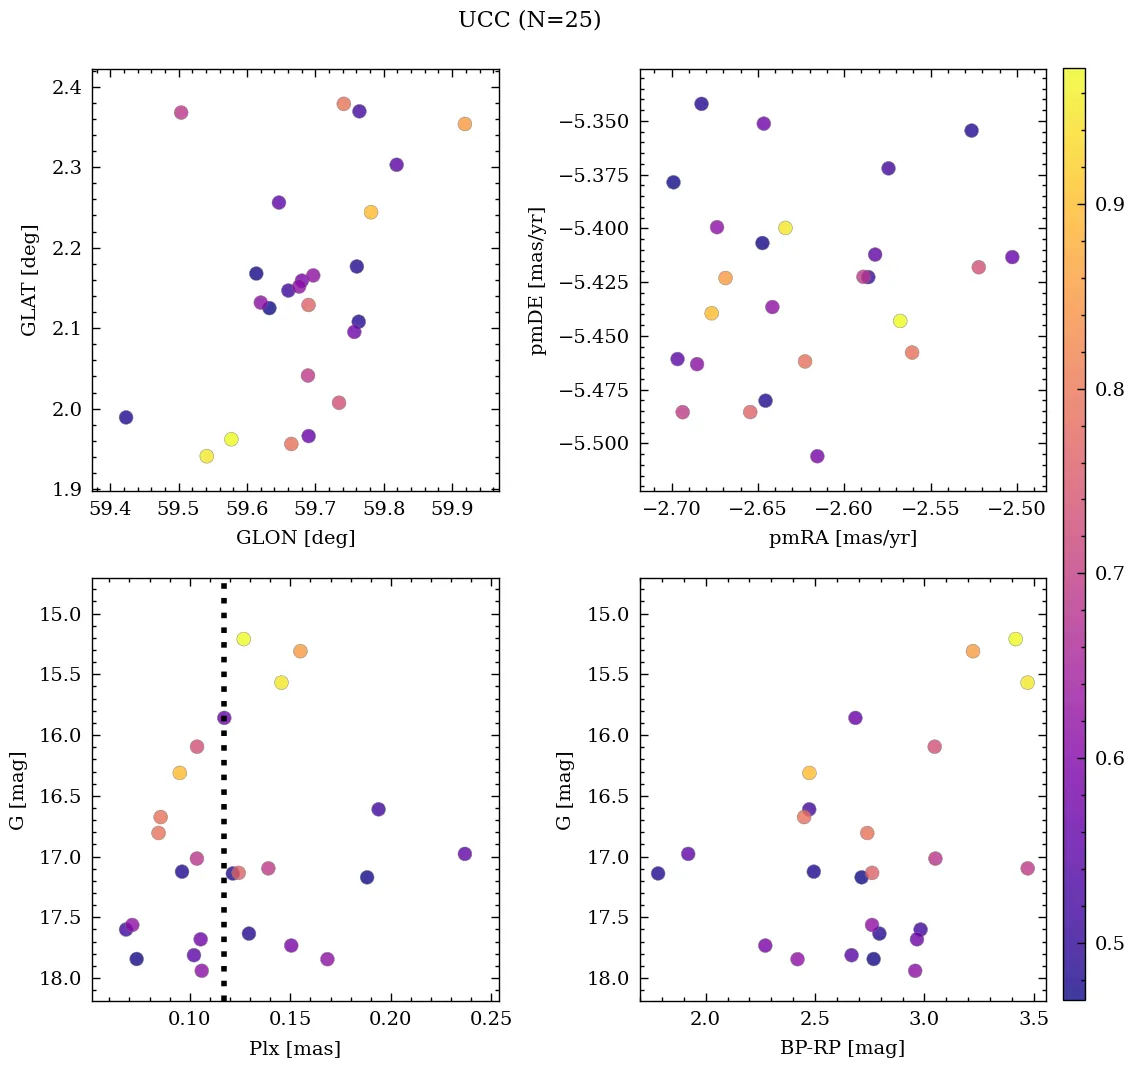 UCC (N=25)
2.4
2.3
2.2
2.1
2.0
1.9
GLAT [deg]
59.4 59.5 59.6 59.7 59.8 59.9
GLON [deg]
−5.350
−5.375
−5.400
−5.425
−5.450
−5.475
−5.500
pmDE [mas/yr]
−2.70 −2.65 −2.60 −2.55 −2.50
pmRA [mas/yr]
15.0
15.5
16.0
16.5
17.0
17.5
18.0
G [mag]
0.10 0.15 0.20 0.25
Plx [mas]
15.0
15.5
16.0
16.5
17.0
17.5
18.0
G [mag]
2.0 2.5 3.0 3.5
BP-RP [mag]
0.9
0.8
0.7
0.6
0.5